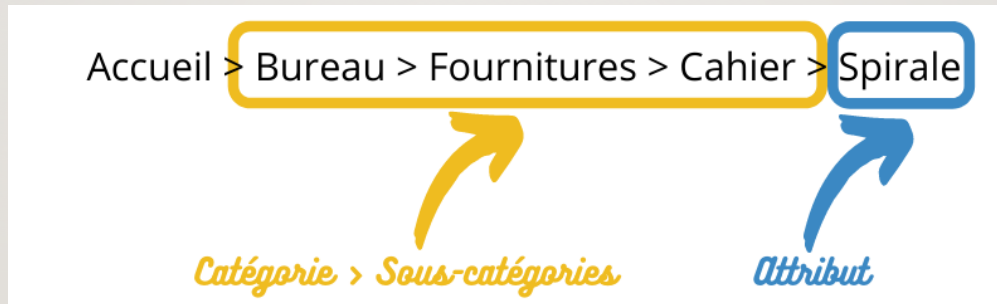 Accueil > Bureau > Fournitures > Cahier > Spirale
Catégorie > Sous-catégories
Attribut